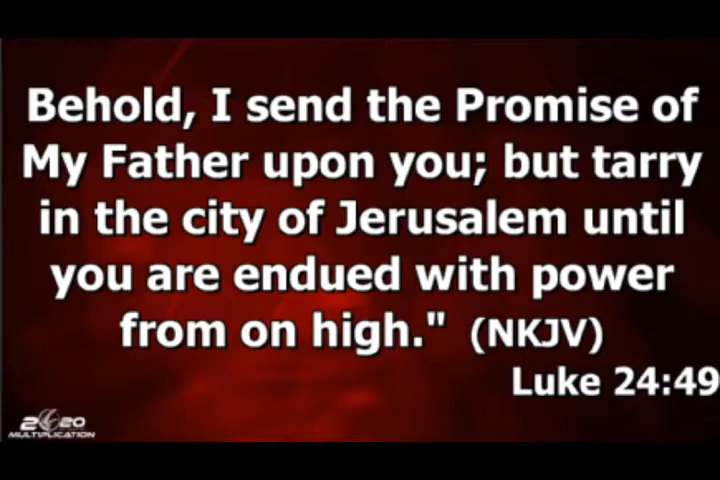 Behold, I send the Promise of
My Father upon you; but tarry
in the city of Jerusalem until
you are endued with power
from on high." (NKJV)
Luke 24:49
2020
MULTIPLICATION